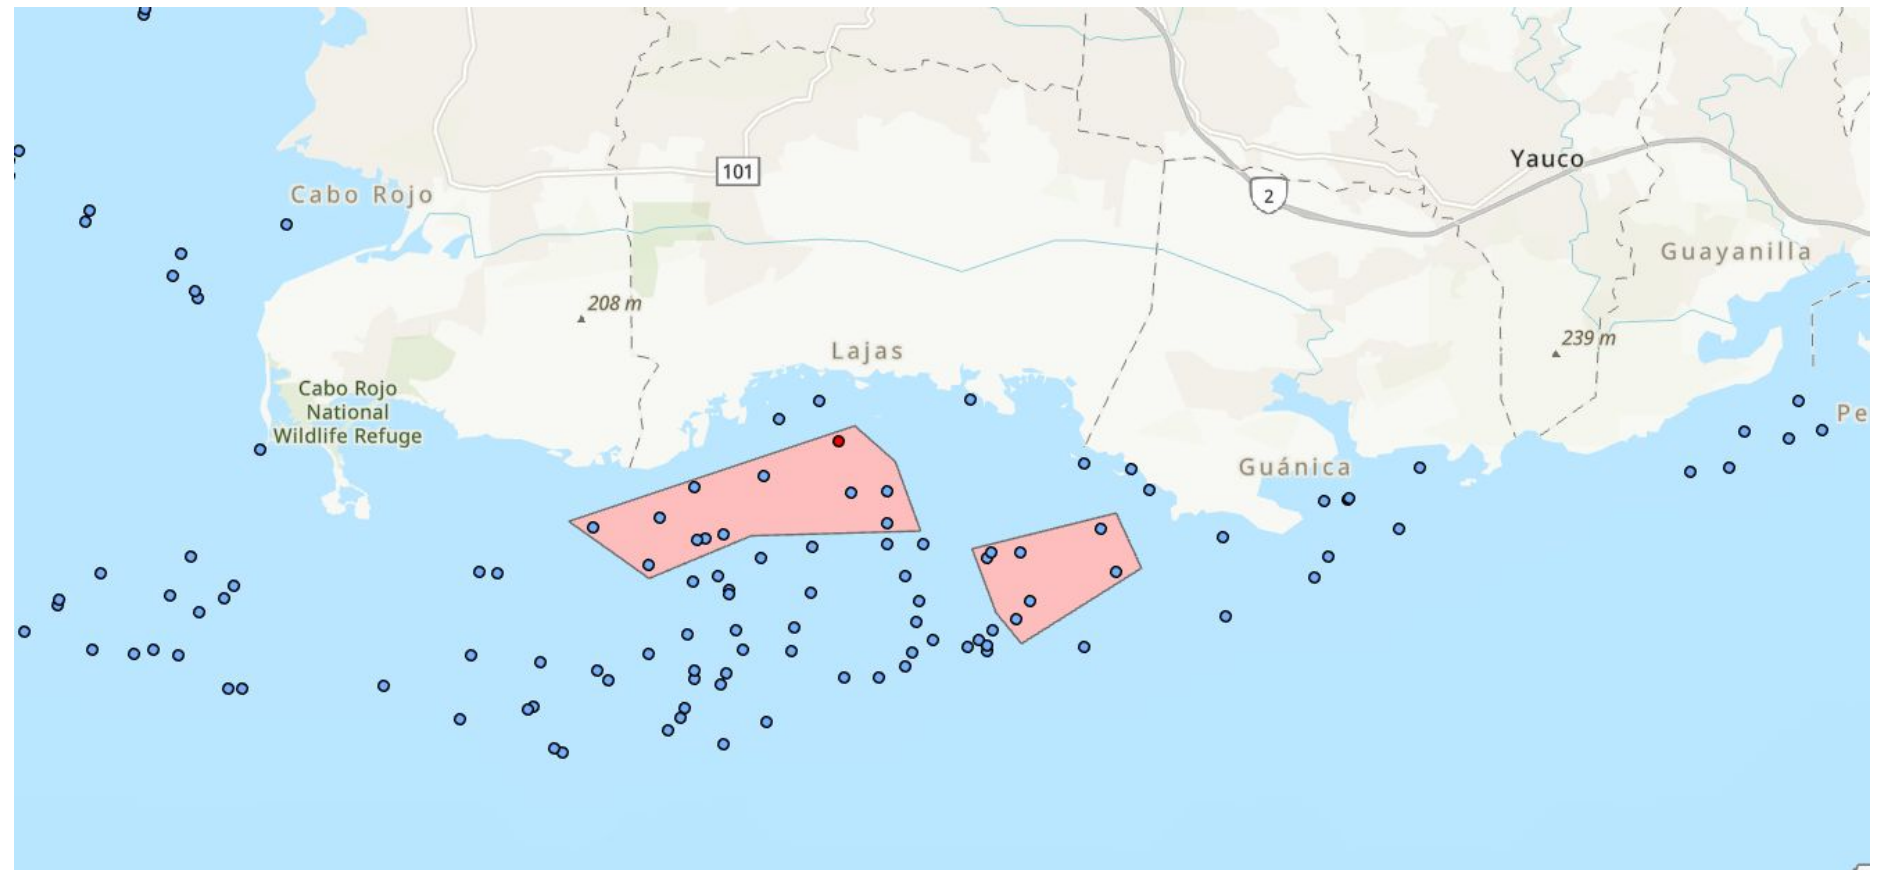 Yauco
101
Cabo Rojo
2
Guayanilla
208 m
239 m
Lajas
Cabo Rojo
National
Wildlife Refuge
Pe
Guánica